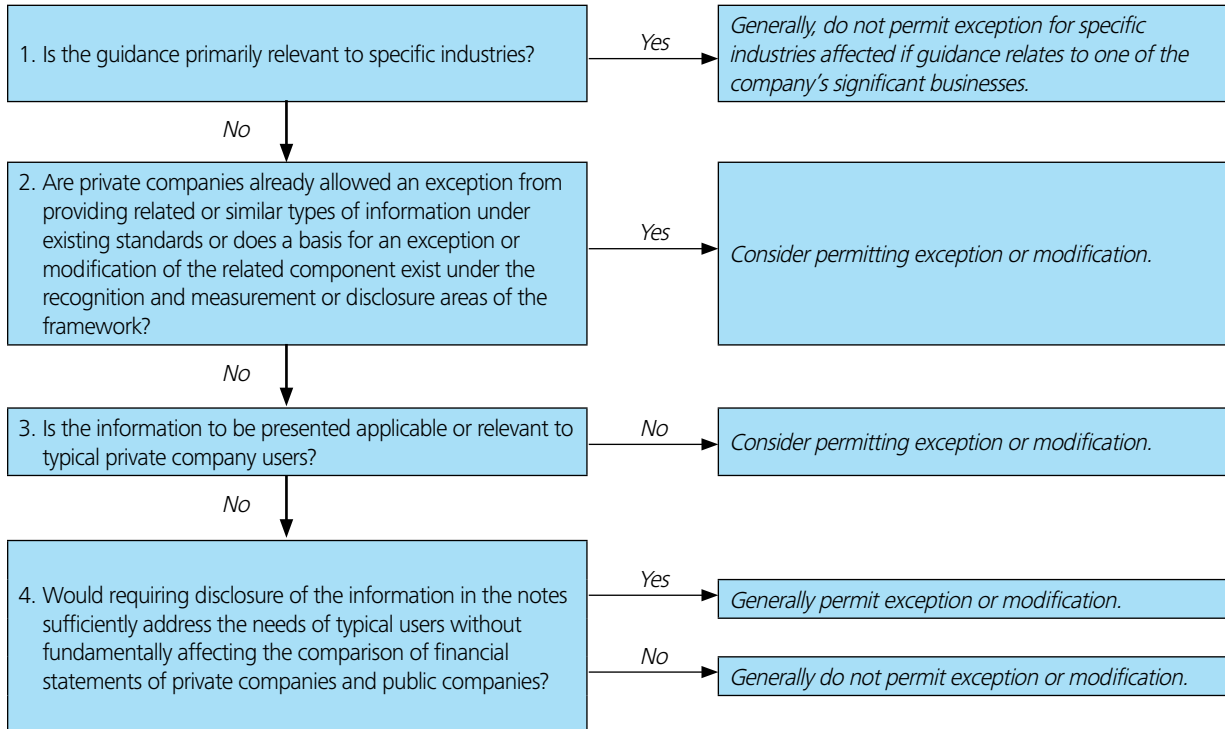 1. Is the guidance primarily relevant to specific industries?
Yes
Generally, do not permit exception for specific
industries affected if guidance relates to one of the
company’s significant businesses.
No
2. Are private companies already allowed an exception from
providing related or similar types of information under
existing standards or does a basis for an exception or
modification of the related component exist under the
recognition and measurement or disclosure areas of the
framework?
Yes
Consider permitting exception or modification.
No
3. Is the information to be presented applicable or relevant to
typical private company users?
No
Consider permitting exception or modification.
No
4. Would requiring disclosure of the information in the notes
sufficiently address the needs of typical users without
fundamentally affecting the comparison of financial
statements of private companies and public companies?
Yes
Generally permit exception or modification.
No
Generally do not permit exception or modification.